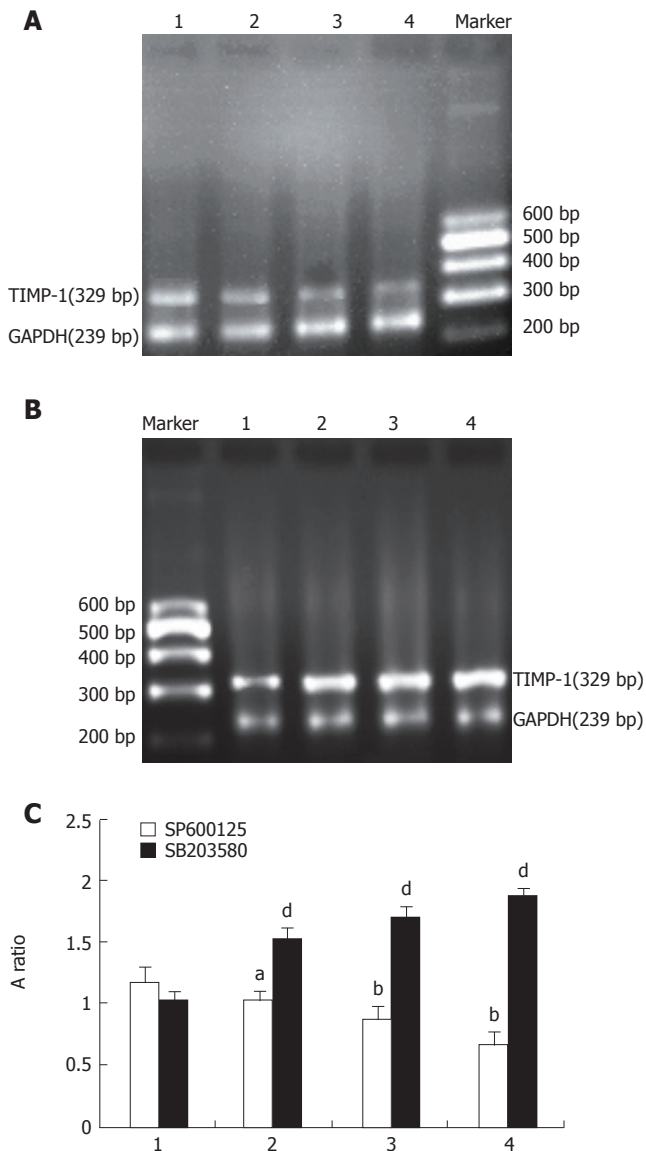 A
1 2 3 4 Marker
600 bp
500 bp
400 bp
TIMP-1(329 bp)
300 bp
GAPDH(239 bp)
200 bp
B
Marker 1 2 3 4
600 bp
500 bp
400 bp
TIMP-1(329 bp)
300 bp
GAPDH(239 bp)
200 bp
C
2.5
SP600125
SB203580
2
1.5
1
0.5
0
A ratio
a
d
b
d
b
d
1 2 3 4